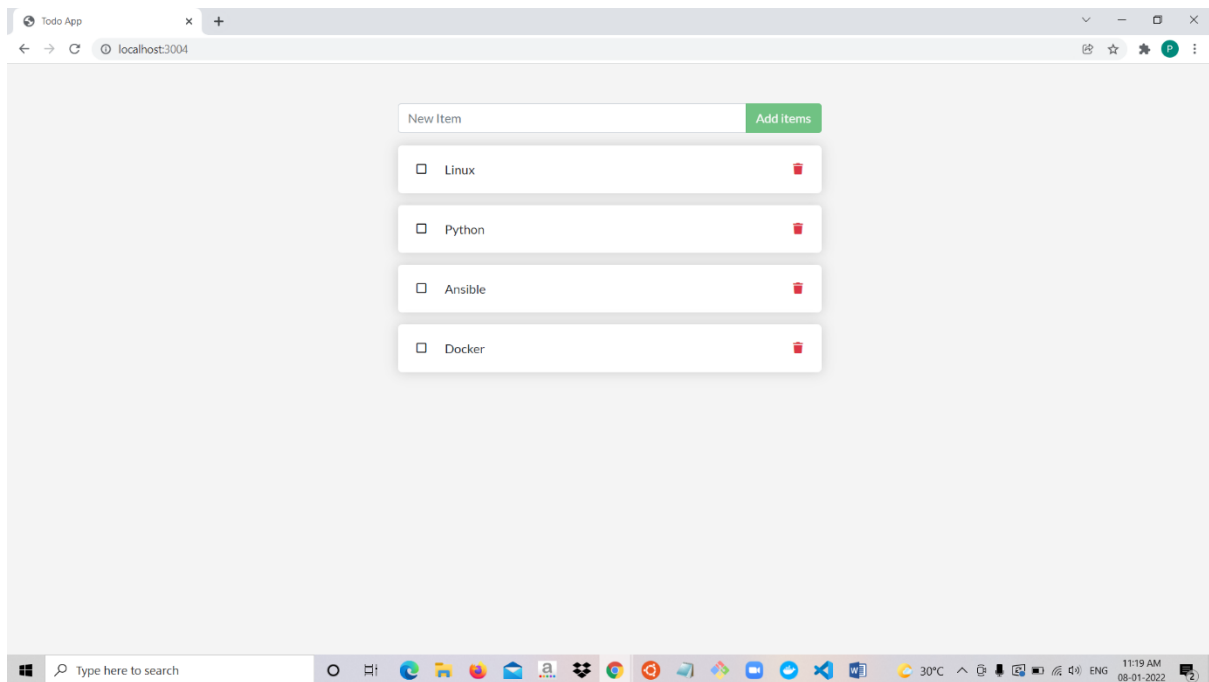 Todo App
localhost:3004
P
New Item
Add items
Linux
Python
Ansible
Docker
Type here to search
a
30°C
ENG
11:19 AM
08-01-2022
2